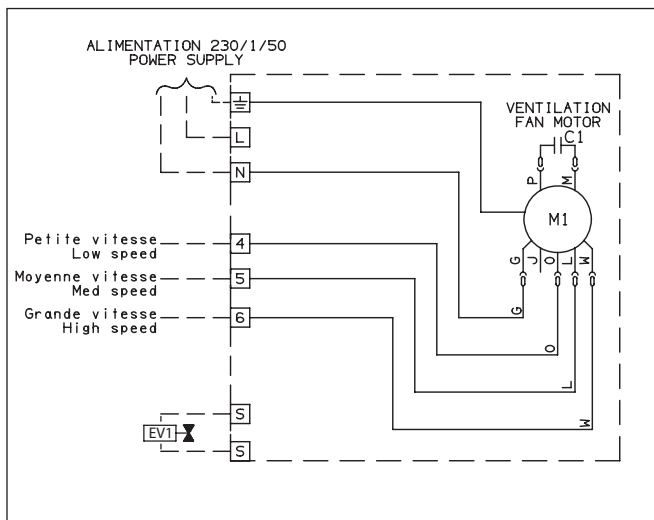 ALIMENTATION 230/1/50
POWER SUPPLY
VENTILATION
FAN MOTOR
C1
L
N
P
M
M1
Petite vitesse
Low speed
4
Moyenne vitesse
Med speed
5
Grande vitesse
High speed
6
G
J
O
L
W
G
O
L
W
S
EV1
S